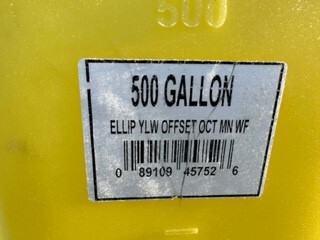 500
500 GALLON
ELLIP YLW OFFSET OCT MN WF
0 89109 45752 6